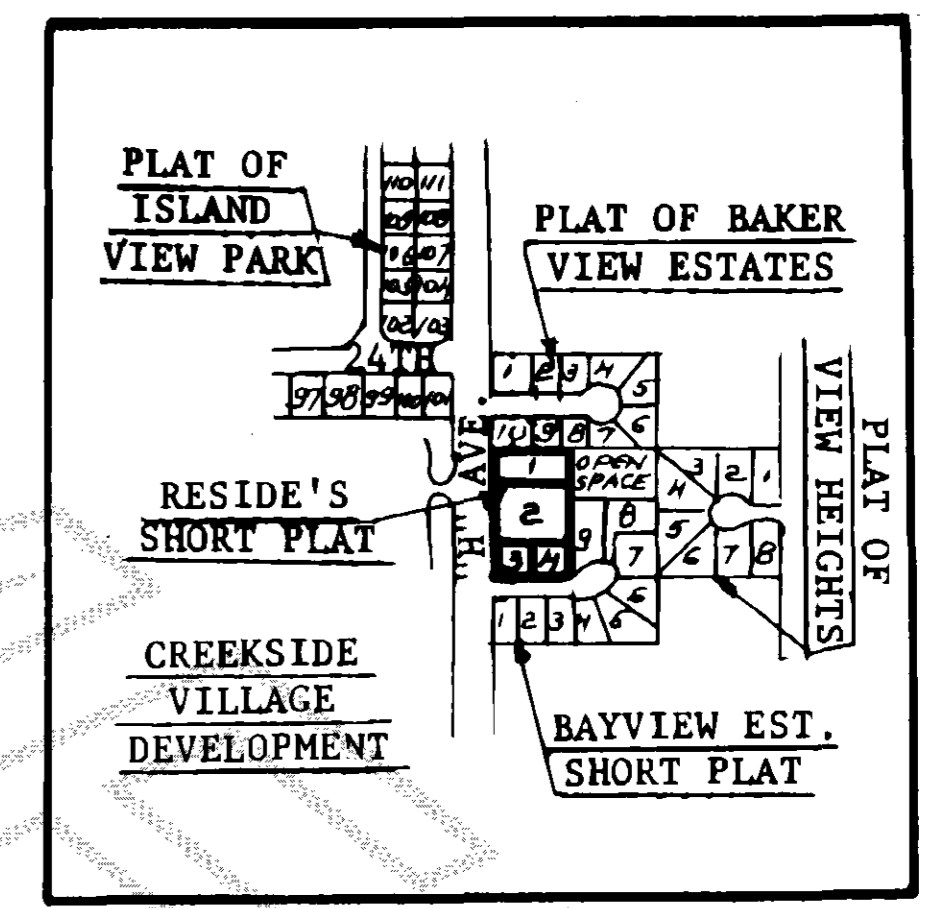 PLAT OF
ISLAND
VIEW PARK
110 111
109 108
106 107
105 104
102 103
24TH
97 98 99 100 101
PLAT OF BAKER
VIEW ESTATES
1 2 3 4
5
6
10 9 8 7
AVE.
H
RESIDE'S
SHORT PLAT
1
2
3 4
OPEN
SPACE
9
8
7
6
1 2 3 4
3 2 1
4
5
6 7 8
PLAT OF
VIEW HEIGHTS
CREEKSIDE
VILLAGE
DEVELOPMENT
BAYVIEW EST.
SHORT PLAT